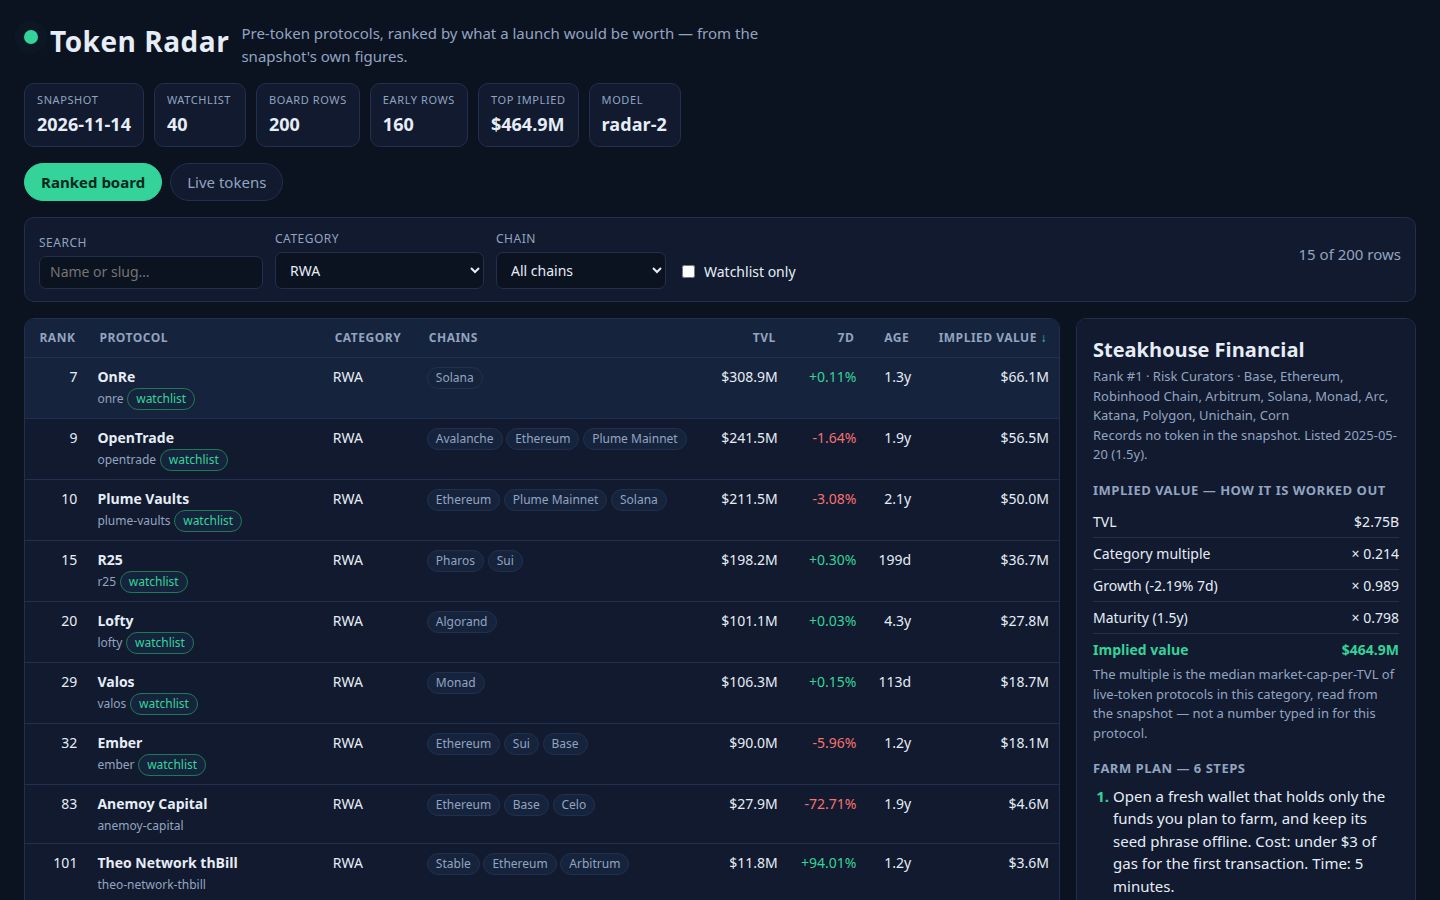 Token Radar
Pre-token protocols, ranked by what a launch would be worth — from the
snapshot's own figures.
SNAPSHOT
2026-11-14
WATCHLIST
40
BOARD ROWS
200
EARLY ROWS
160
TOP IMPLIED
$464.9M
MODEL
radar-2
Ranked board
Live tokens
SEARCH
Name or slug...
CATEGORY
RWA
CHAIN
All chains
Watchlist only
15 of 200 rows
RANK PROTOCOL CATEGORY CHAINS TVL 7D AGE IMPLIED VALUE ↓
7 OnRe RWA Solana $308.9M +0.11% 1.3y $66.1M
onre watchlist
9 OpenTrade RWA Avalanche Ethereum Plume Mainnet $241.5M -1.64% 1.9y $56.5M
opentrade watchlist
10 Plume Vaults RWA Ethereum Plume Mainnet Solana $211.5M -3.08% 2.1y $50.0M
plume-vaults watchlist
15 R25 RWA Pharos Sui $198.2M +0.30% 199d $36.7M
r25 watchlist
20 Lofty RWA Algorand $101.1M +0.03% 4.3y $27.8M
lofty watchlist
29 Valos RWA Monad $106.3M +0.15% 113d $18.7M
valos watchlist
32 Ember RWA Ethereum Sui Base $90.0M -5.96% 1.2y $18.1M
ember watchlist
83 Anemoy Capital RWA Ethereum Base Celo $27.9M -72.71% 1.9y $4.6M
anemoy-capital
101 Theo Network thBill RWA Stable Ethereum Arbitrum $11.8M +94.01% 1.2y $3.6M
theo-network-thbill
Steakhouse Financial
Rank #1 · Risk Curators · Base, Ethereum,
Robinhood Chain, Arbitrum, Solana, Monad, Arc,
Katana, Polygon, Unichain, Corn
Records no token in the snapshot. Listed 2025-05-
20 (1.5y).
IMPLIED VALUE — HOW IT IS WORKED OUT
TVL $2.75B
Category multiple × 0.214
Growth (-2.19% 7d) × 0.989
Maturity (1.5y) × 0.798
Implied value $464.9M
The multiple is the median market-cap-per-TVL of
live-token protocols in this category, read from
the snapshot — not a number typed in for this
protocol.
FARM PLAN — 6 STEPS
1. Open a fresh wallet that holds only the
funds you plan to farm, and keep its
seed phrase offline. Cost: under $3 of
gas for the first transaction. Time: 5
minutes.